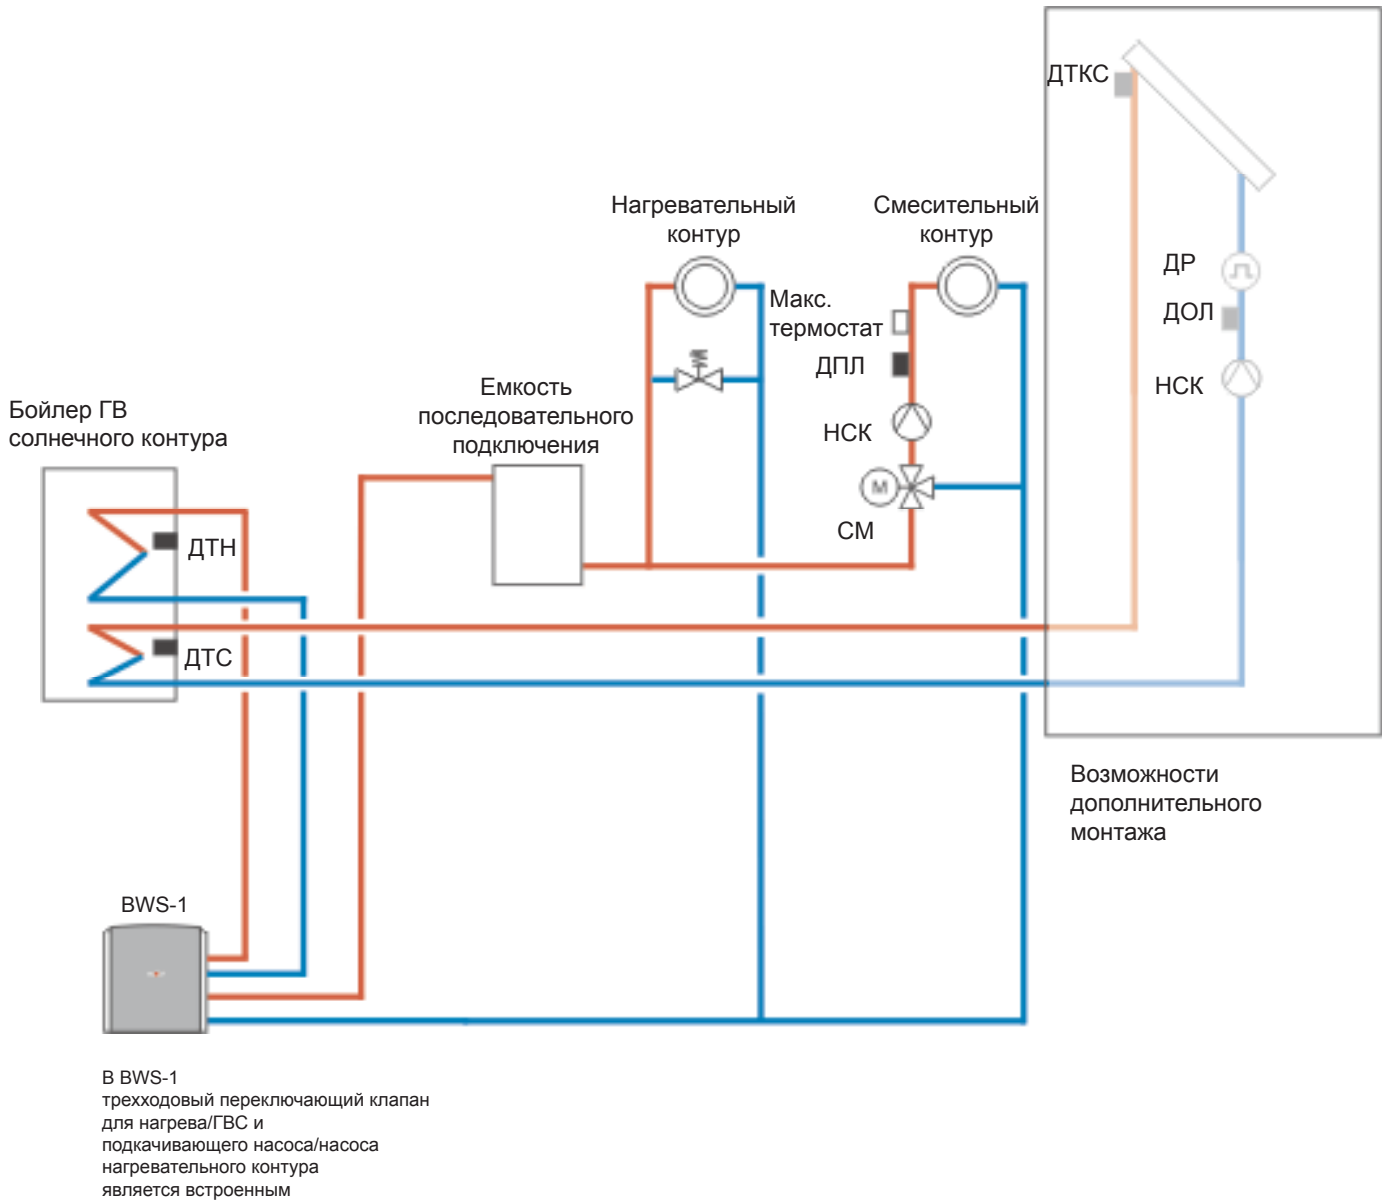 ДТКС
Нагревательный
контур
Смесительный
контур
ДР
Макс.
термостат
ДОЛ
ДПЛ
НСК
Емкость
последовательного
подключения
Бойлер ГВ
солнечного контура
НСК
M
СМ
ДТН
ДТС
Возможности
дополнительного
монтажа
BWS-1
В BWS-1
трехходовый переключающий клапан
для нагрева/ГВС и
подкачивающего насоса/насоса
нагревательного контура
является встроенным